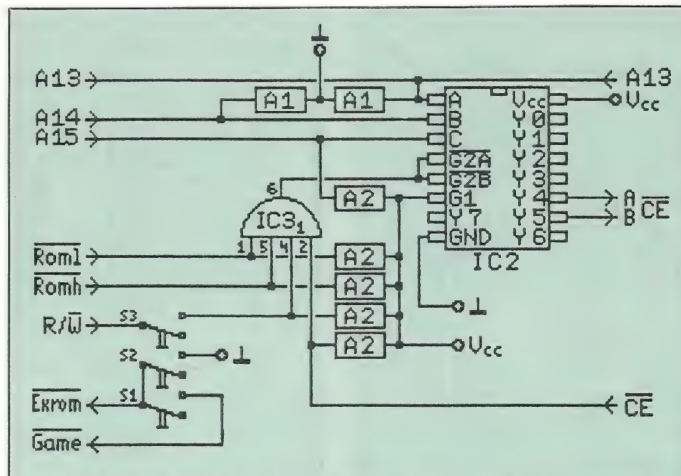 A13
A14
A15
A1
A1
A13
A Vcc
Vcc
B Y0
C Y1
G2A Y2
G2B Y3
G1 Y4
Y7 Y5
GND Y6
IC2
A
B
CE
A2
6
IC3
1
1 5 4 2
Roml
Romh
R/W
A2
A2
A2
A2
Vcc
S3
S2
S1
Exrom
Game
CE